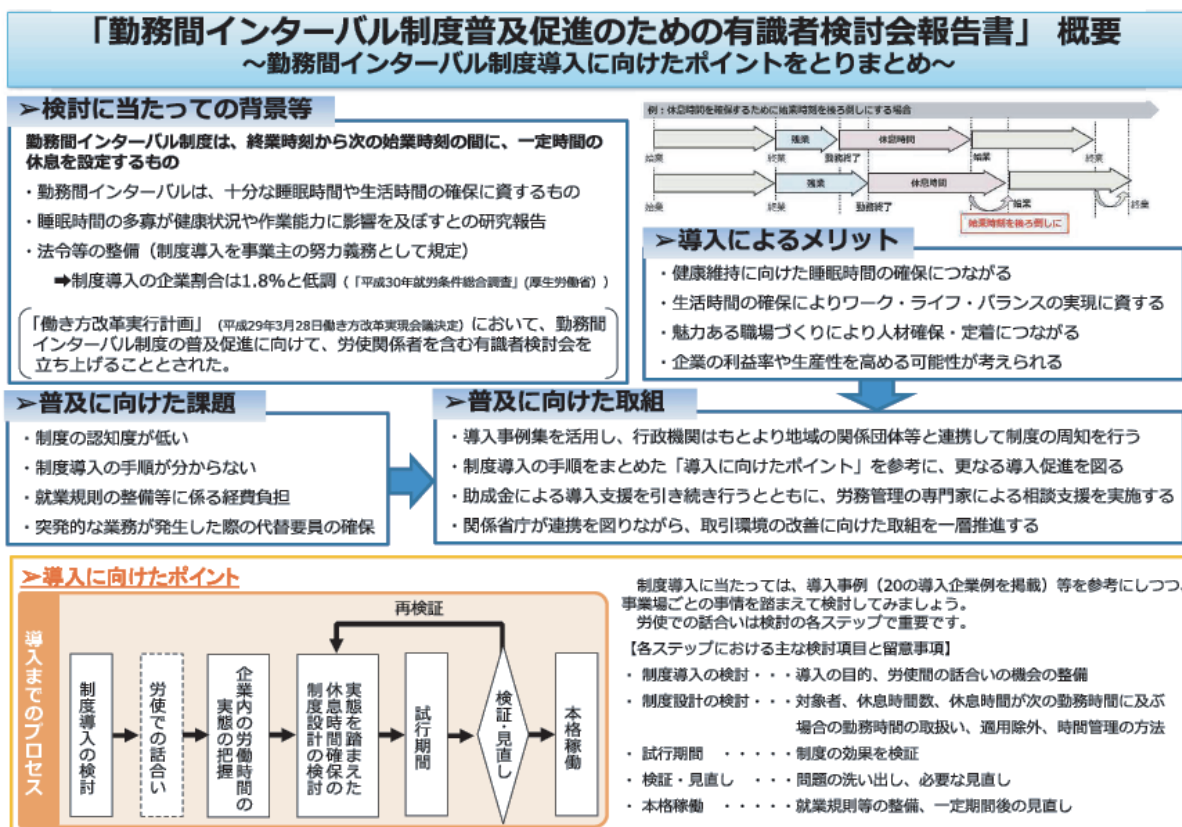 「勤務間インターバル制度普及促進のための有識者検討会報告書」 概要
～勤務間インターバル制度導入に向けたポイントをとりまとめ～
➢検討に当たっての背景等
勤務間インターバル制度は、終業時刻から次の始業時刻の間に、一定時間の
休息を設定するもの
・勤務間インターバルは、十分な睡眠時間や生活時間の確保に資するもの
・睡眠時間の多寡が健康状況や作業能力に影響を及ぼすとの研究報告
・法令等の整備（制度導入を事業主の努力義務として規定）
➡制度導入の企業割合は1.8%と低調（「平成30年就労条件総合調査」(厚生労働省)）
「働き方改革実行計画」（平成29年3月28日働き方改革実現会議決定）において、勤務間
インターバル制度の普及促進に向けて、労使関係者を含む有識者検討会を
立ち上げることとされた。
例：休息時間を確保するために始業時刻を後ろ倒しにする場合
残業 休息時間
始業 終業 勤務終了 始業 終業
残業 休息時間
始業 終業 勤務終了 始業 終業
始業時刻を後ろ倒しに
➢導入によるメリット
・健康維持に向けた睡眠時間の確保につながる
・生活時間の確保によりワーク・ライフ・バランスの実現に資する
・魅力ある職場づくりにより人材確保・定着につながる
・企業の利益率や生産性を高める可能性が考えられる
➢普及に向けた課題
・制度の認知度が低い
・制度導入の手順が分からない
・就業規則の整備等に係る経費負担
・突発的な業務が発生した際の代替要員の確保
➢普及に向けた取組
・導入事例集を活用し、行政機関はもとより地域の関係団体等と連携して制度の周知を行う
・制度導入の手順をまとめた「導入に向けたポイント」を参考に、更なる導入促進を図る
・助成金による導入支援を引き続き行うとともに、労務管理の専門家による相談支援を実施する
・関係省庁が連携を図りながら、取引環境の改善に向けた取組を一層推進する
➢導入に向けたポイント
導入までのプロセス
再検証
制度導入の検討
労使での話合い
企業内の労働時間の
実態の把握
実態を踏まえた
休息時間確保の
制度設計の検討
試行期間
検証・見直し
本格稼働
制度導入に当たっては、導入事例（20の導入企業例を掲載）等を参考にしつつ、
事業場ごとの事情を踏まえて検討してみましょう。
労使での話合いは検討の各ステップで重要です。
【各ステップにおける主な検討項目と留意事項】
・ 制度導入の検討・・・導入の目的、労使間の話合いの機会の整備
・ 制度設計の検討・・・対象者、休息時間数、休息時間が次の勤務時間に及ぶ
場合の勤務時間の取扱い、適用除外、時間管理の方法
・ 試行期間 ・・・・・制度の効果を検証
・ 検証・見直し ・・・問題の洗い出し、必要な見直し
・ 本格稼働 ・・・・・就業規則等の整備、一定期間後の見直し